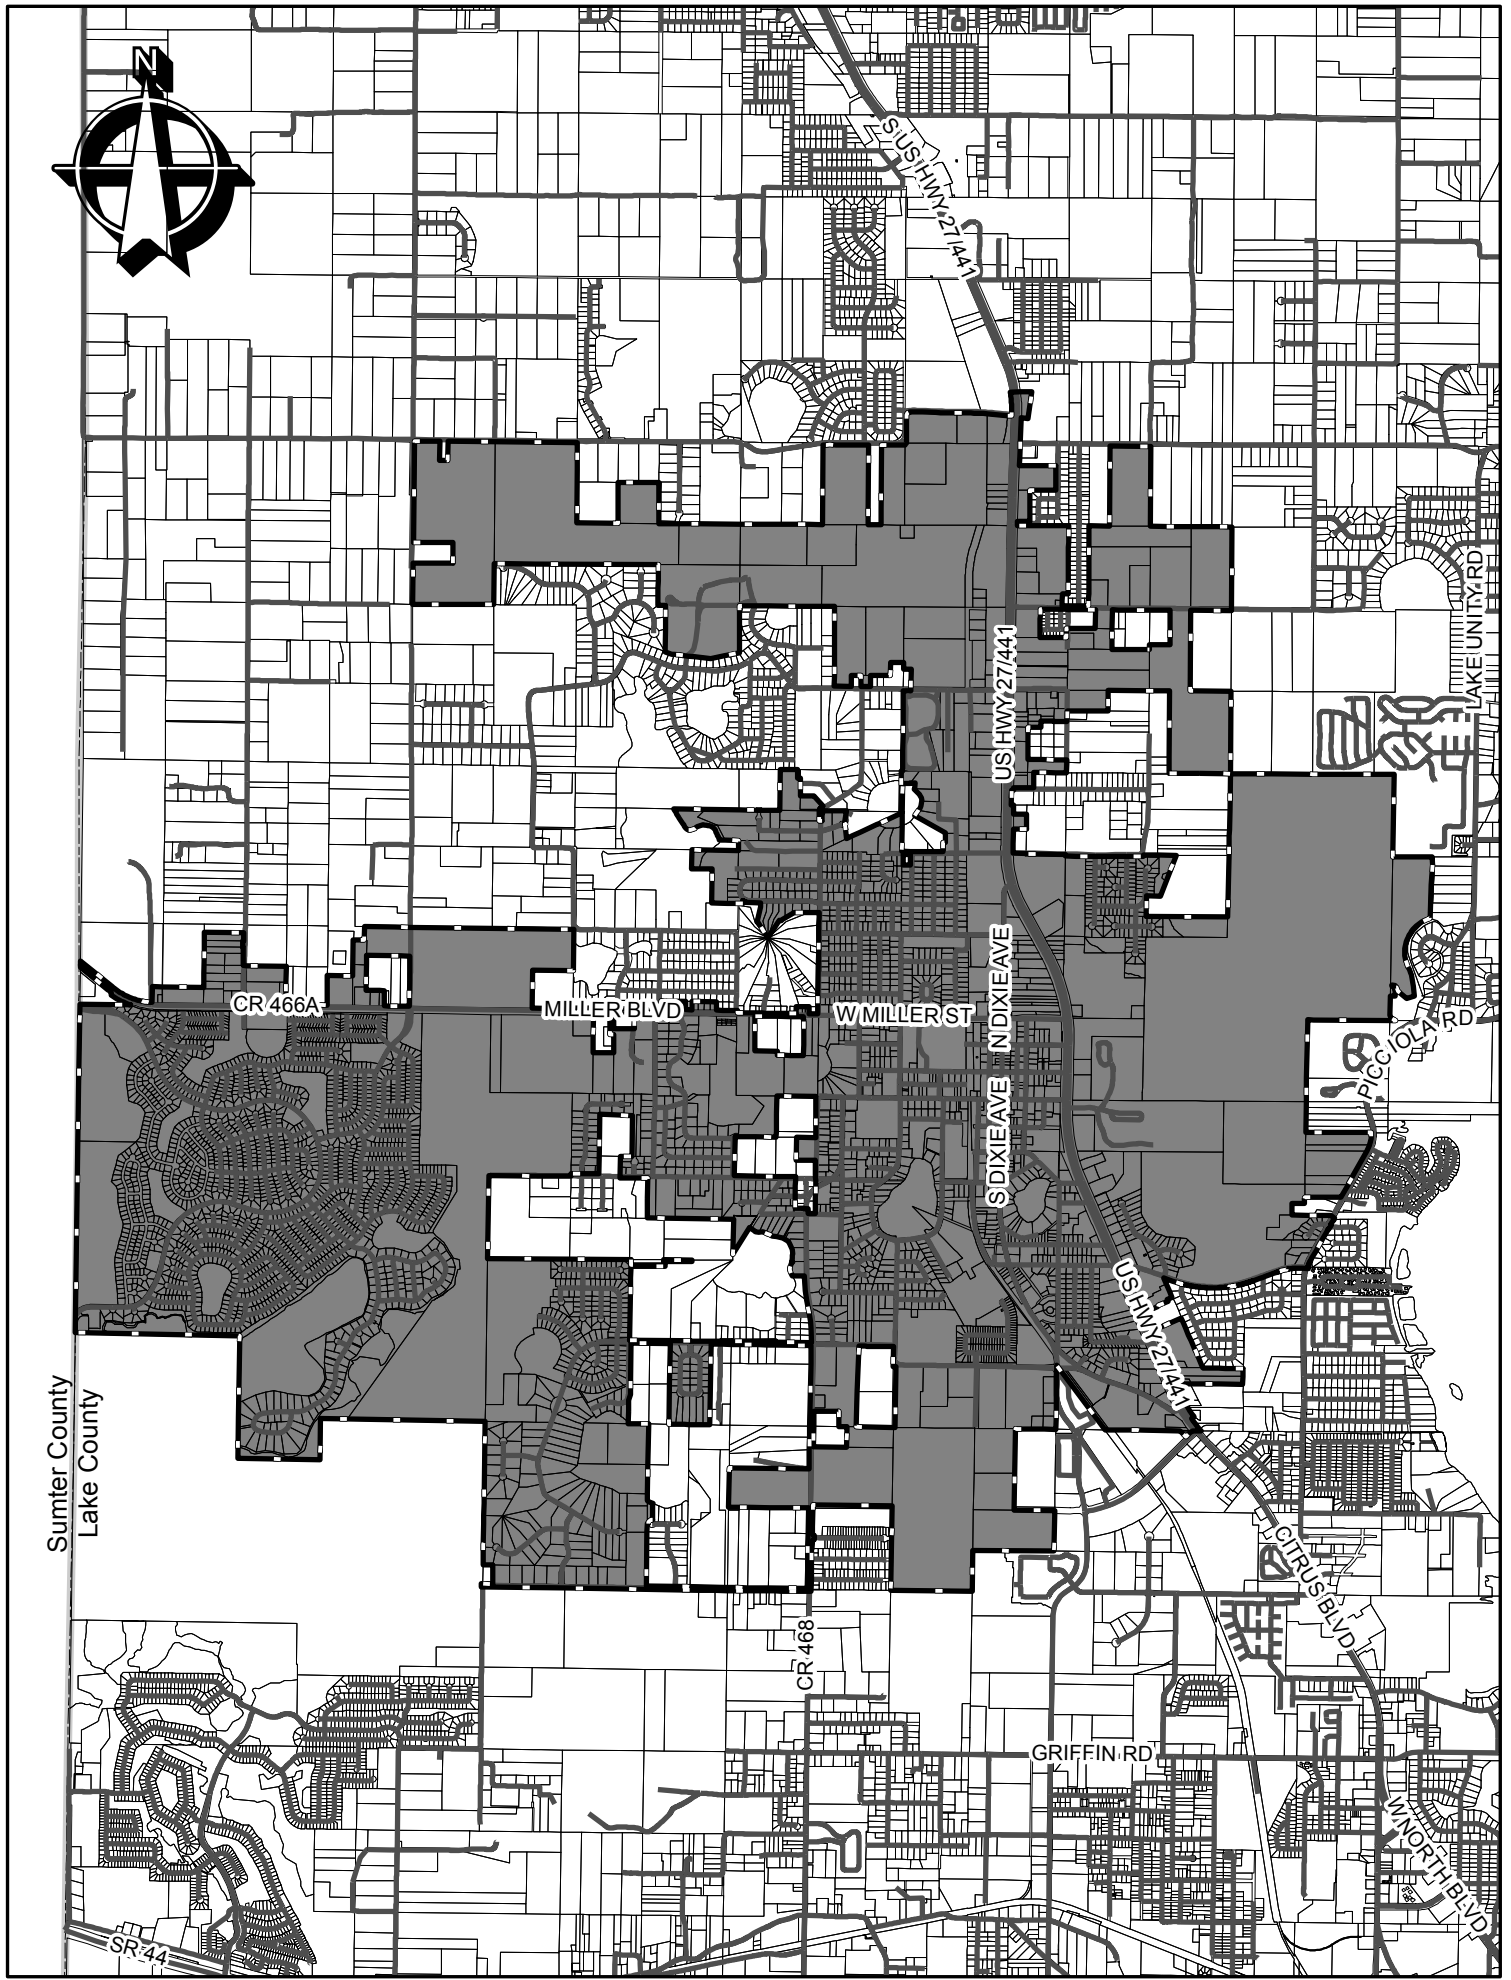 N
S US HWY 27/441
LAKE UNITY RD
US HWY 27/441
CR 466A
MILLER BLVD
W MILLER ST
N DIXIE AVE
S DIXIE AVE
PICCIOLA RD
US HWY 27/441
Sumter County
Lake County
CITRUS BLVD
CR 468
GRIFFIN RD
W NORTH BLVD
SR 44